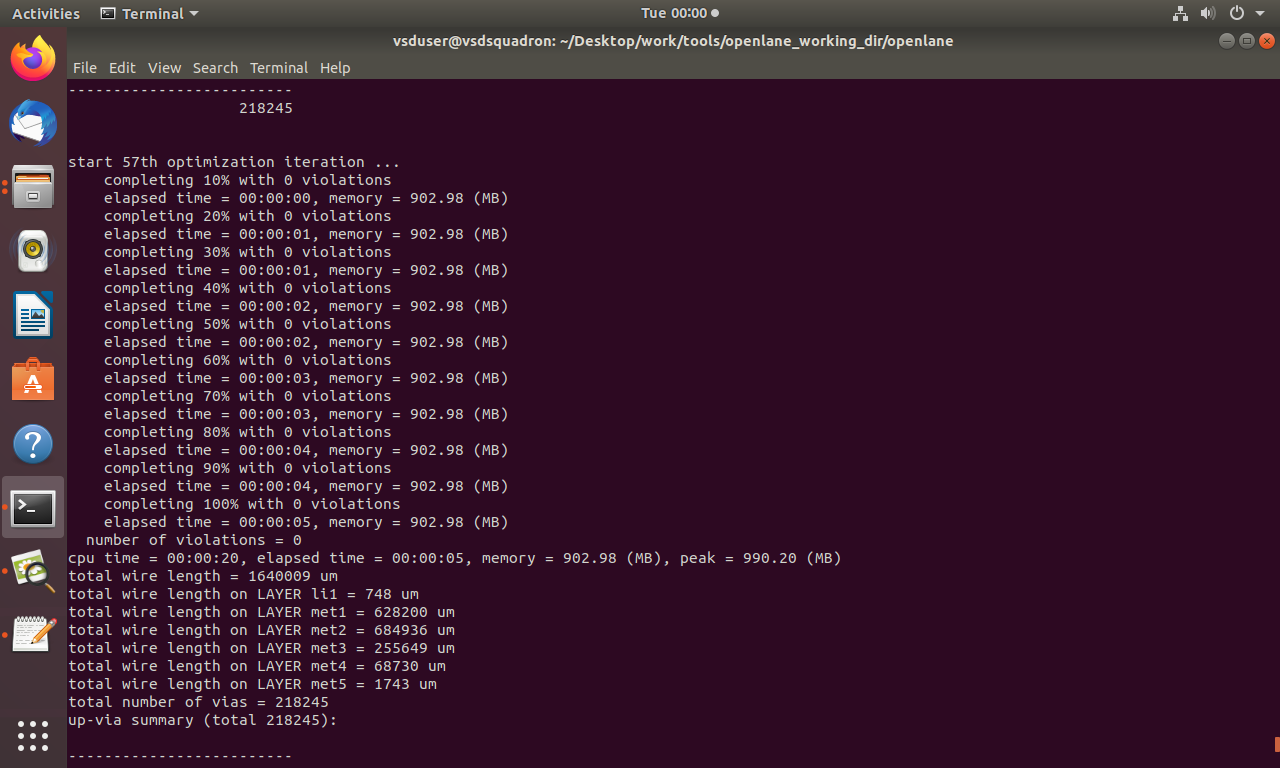 Activities Terminal Tue 00:00
vsduser@vsdsquadron: ~/Desktop/work/tools/openlane_working_dir/openlane
File Edit View Search Terminal Help
-------------------------
218245
start 57th optimization iteration ...
completing 10% with 0 violations
elapsed time = 00:00:00, memory = 902.98 (MB)
completing 20% with 0 violations
elapsed time = 00:00:01, memory = 902.98 (MB)
completing 30% with 0 violations
elapsed time = 00:00:01, memory = 902.98 (MB)
completing 40% with 0 violations
elapsed time = 00:00:02, memory = 902.98 (MB)
completing 50% with 0 violations
elapsed time = 00:00:02, memory = 902.98 (MB)
completing 60% with 0 violations
elapsed time = 00:00:03, memory = 902.98 (MB)
completing 70% with 0 violations
elapsed time = 00:00:03, memory = 902.98 (MB)
completing 80% with 0 violations
elapsed time = 00:00:04, memory = 902.98 (MB)
completing 90% with 0 violations
elapsed time = 00:00:04, memory = 902.98 (MB)
completing 100% with 0 violations
elapsed time = 00:00:05, memory = 902.98 (MB)
number of violations = 0
cpu time = 00:00:20, elapsed time = 00:00:05, memory = 902.98 (MB), peak = 990.20 (MB)
total wire length = 1640009 um
total wire length on LAYER li1 = 748 um
total wire length on LAYER met1 = 628200 um
total wire length on LAYER met2 = 684936 um
total wire length on LAYER met3 = 255649 um
total wire length on LAYER met4 = 68730 um
total wire length on LAYER met5 = 1743 um
total number of vias = 218245
up-via summary (total 218245):
-------------------------